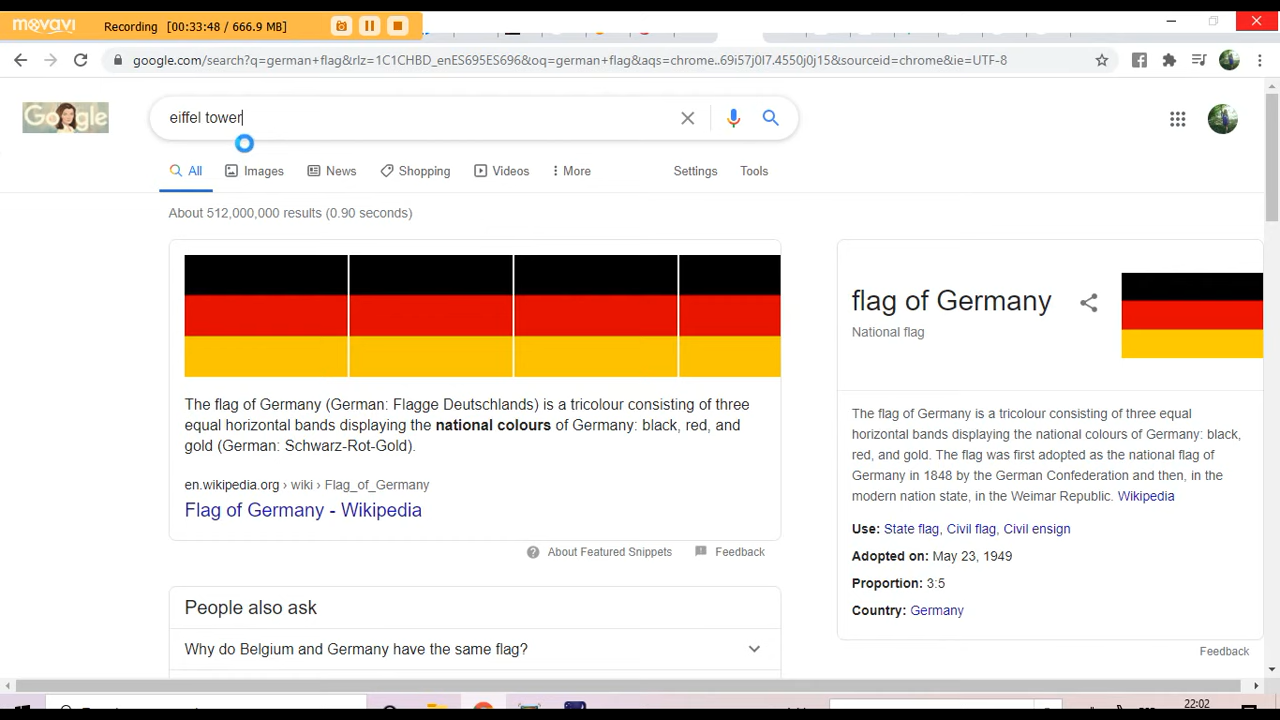 movavi Recording [00:33:48 / 666.9 MB]
google.com/search?q=german+flag&rlz=1C1CHBD_enES695ES696&oq=german+flag&aqs=chrome..69i57j0l7.4550j0j15&sourceid=chrome&ie=UTF-8
Google
eiffel tower
All Images News Shopping Videos More Settings Tools
About 512,000,000 results (0.90 seconds)
The flag of Germany (German: Flagge Deutschlands) is a tricolour consisting of three
equal horizontal bands displaying the national colours of Germany: black, red, and
gold (German: Schwarz-Rot-Gold).
en.wikipedia.org › wiki › Flag_of_Germany
Flag of Germany - Wikipedia
About Featured Snippets Feedback
People also ask
Why do Belgium and Germany have the same flag?
flag of Germany
National flag
The flag of Germany is a tricolour consisting of three equal
horizontal bands displaying the national colours of Germany: black,
red, and gold. The flag was first adopted as the national flag of
Germany in 1848 by the German Confederation and then, in the
modern nation state, in the Weimar Republic. Wikipedia
Use: State flag, Civil flag, Civil ensign
Adopted on: May 23, 1949
Proportion: 3:5
Country: Germany
Feedback
22:02